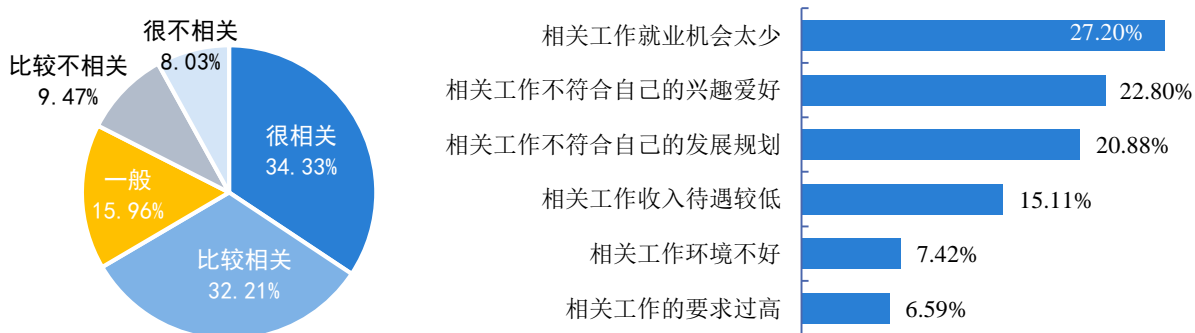 很不相关
8.03%
比较不相关
9.47%
很相关
34.33%
一般
15.96%
比较相关
32.21%
相关工作就业机会太少
27.20%
相关工作不符合自己的兴趣爱好
22.80%
相关工作不符合自己的发展规划
20.88%
相关工作收入待遇较低
15.11%
相关工作环境不好
7.42%
相关工作的要求过高
6.59%